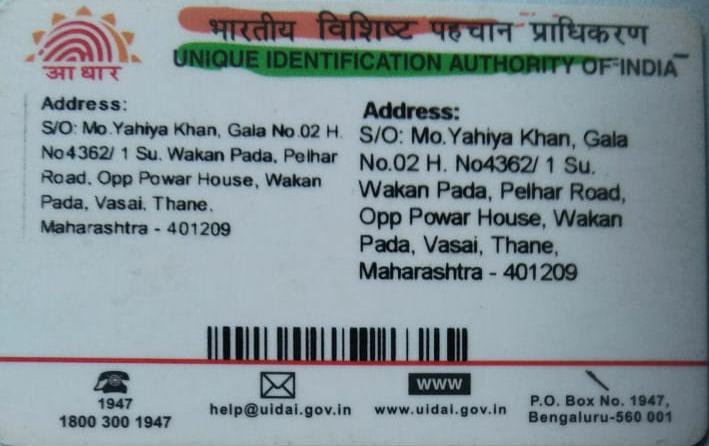 भारतीय विशिष्ट पहचान प्राधिकरण
UNIQUE IDENTIFICATION AUTHORITY OF INDIA
आधार
Address:
S/O: Mo.Yahiya Khan, Gala No.02 H.
No4362/ 1 Su. Wakan Pada, Pelhar
Road, Opp Powar House, Wakan
Pada, Vasai, Thane,
Maharashtra - 401209
Address:
S/O: Mo.Yahiya Khan, Gala
No.02 H. No4362/ 1 Su.
Wakan Pada, Pelhar Road,
Opp Powar House, Wakan
Pada, Vasai, Thane,
Maharashtra - 401209
1947
1800 300 1947
help@uidai.gov.in
WWW
www.uidai.gov.in
P.O. Box No. 1947,
Bengaluru-560 001